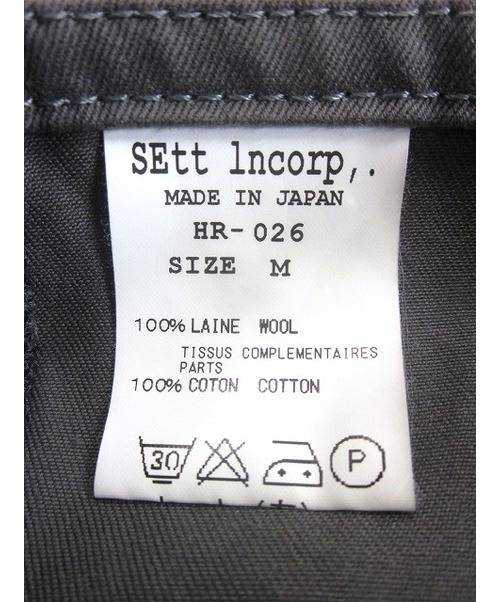 SEtt lncorp,.
MADE IN JAPAN
HR-026
SIZE M
100% LAINE WOOL
TISSUS COMPLEMENTAIRES
PARTS
100% COTON COTTON
30 P